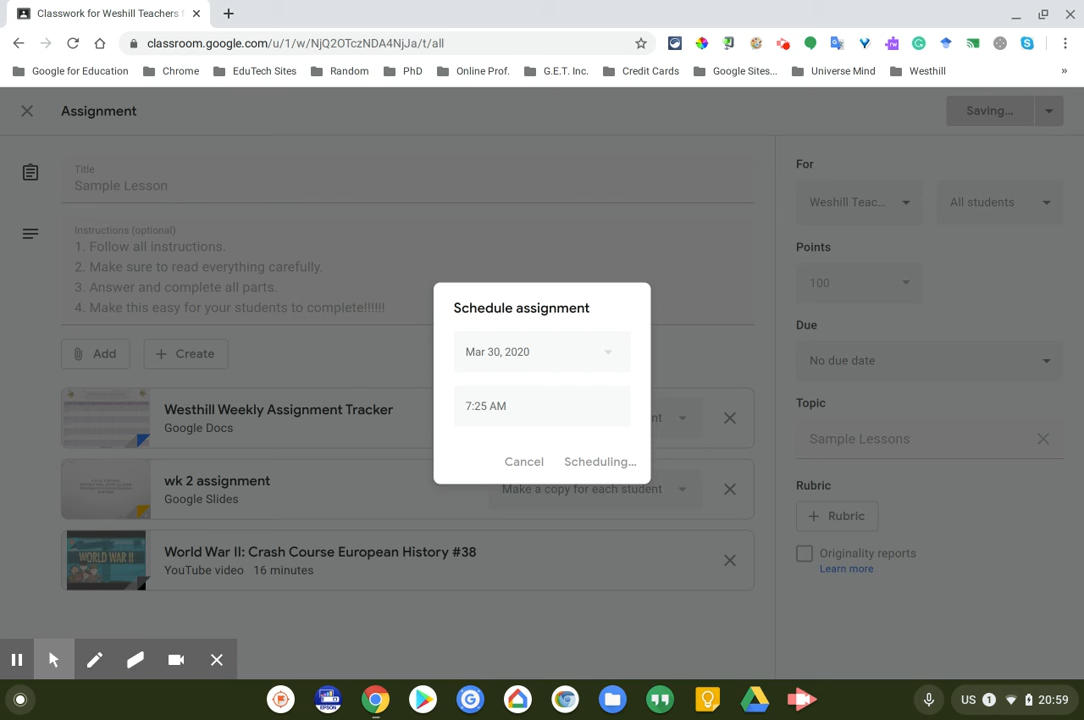 Classwork for Weshill Teachers f
classroom.google.com/u/1/w/NjQ2OTczNDA4NjJa/t/all
Google for Education
Chrome
EduTech Sites
Random
PhD
Online Prof.
G.E.T. Inc.
Credit Cards
Google Sites...
Universe Mind
Westhill
»
Assignment
Saving...
Title
Sample Lesson
Instructions (optional)
1. Follow all instructions.
2. Make sure to read everything carefully.
3. Answer and complete all parts.
4. Make this easy for your students to complete!!!!!!
Add
Create
Westhill Weekly Assignment Tracker
Google Docs
wk 2 assignment
Google Slides
Make a copy for each student
World War II: Crash Course European History #38
YouTube video 16 minutes
WORLD WAR II
Schedule assignment
Mar 30, 2020
7:25 AM
Cancel
Scheduling...
For
Weshill Teac...
All students
Points
100
Due
No due date
Topic
Sample Lessons
Rubric
Rubric
Originality reports
Learn more
EPSON
US 1 20:59